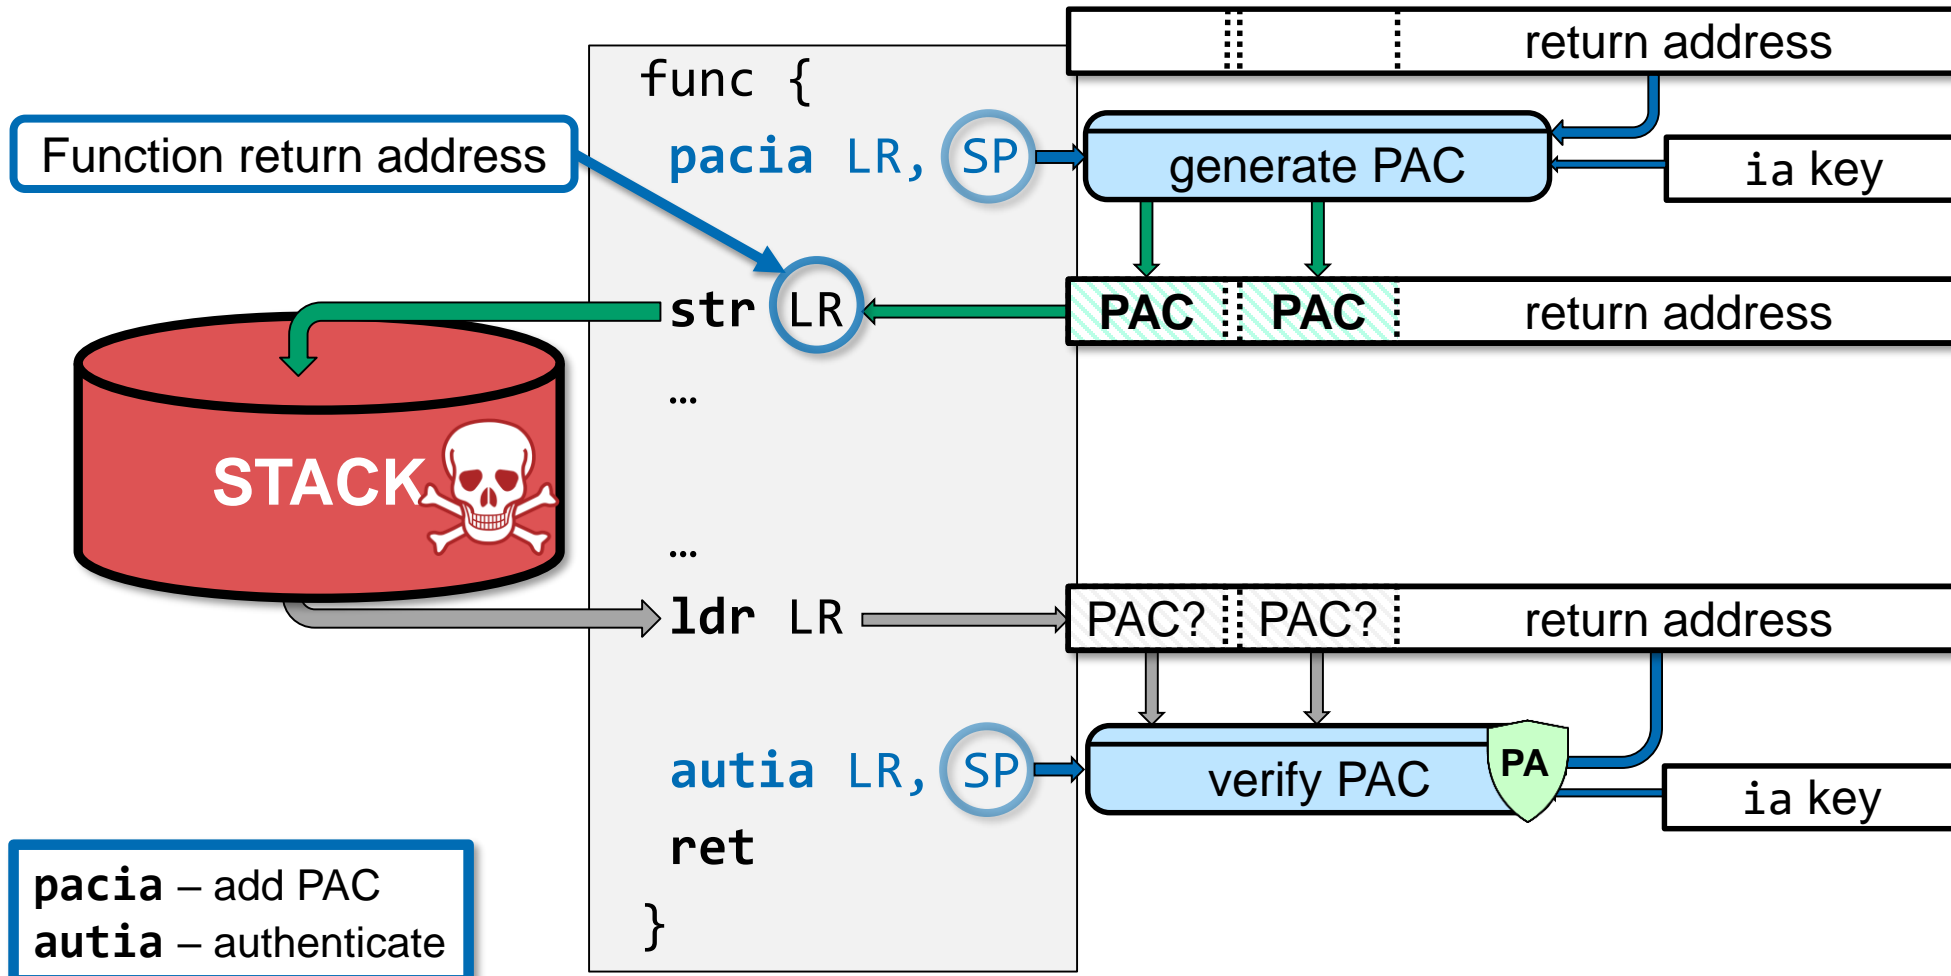 return address
func {
Function return address
pacia LR, SP
generate PAC
ia key
str LR
PAC PAC return address
…
STACK
…
ldr LR
PAC? PAC? return address
autia LR, SP
verify PAC
PA
ia key
ret
pacia – add PAC
autia – authenticate
}